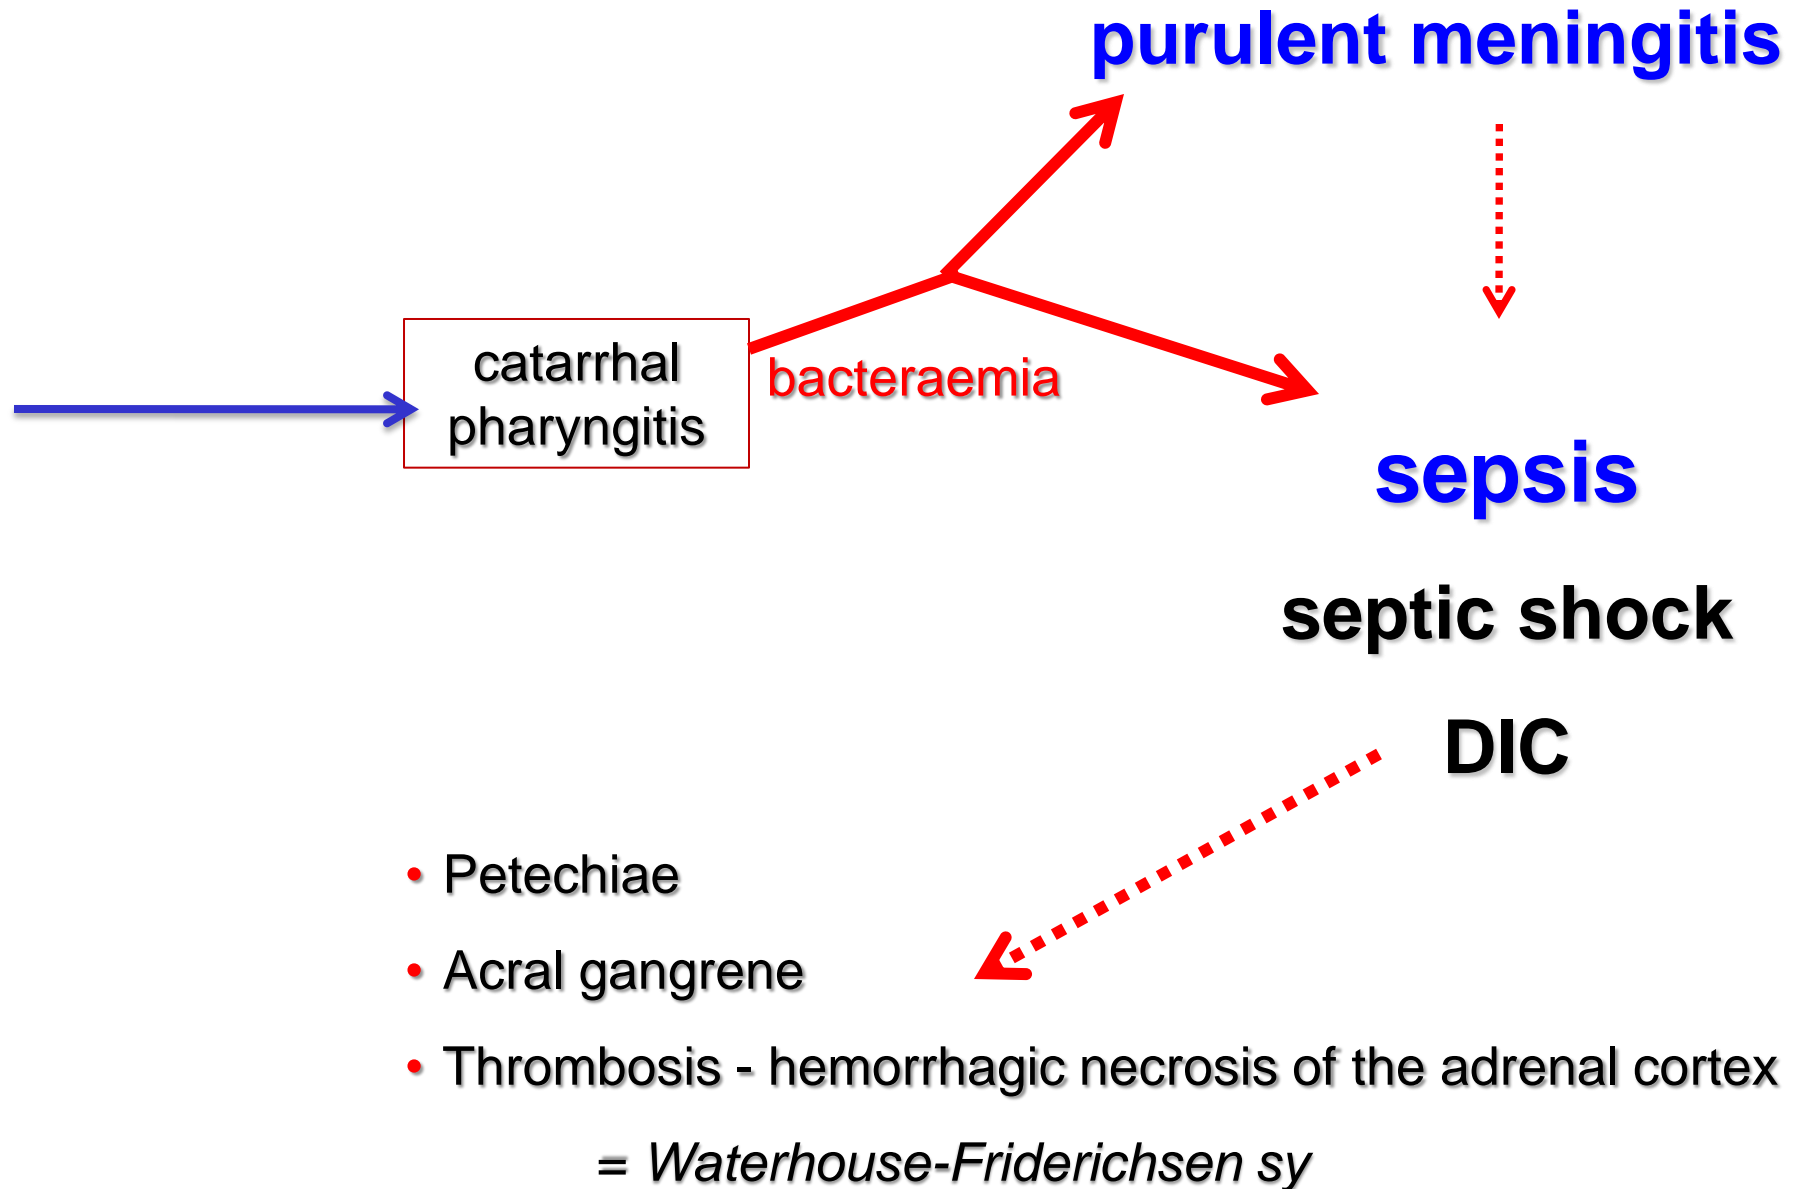 purulent meningitis
catarrhal
pharyngitis
bacteraemia
sepsis
septic shock
DIC
• Petechiae
• Acral gangrene
• Thrombosis - hemorrhagic necrosis of the adrenal cortex
= Waterhouse-Friderichsen sy